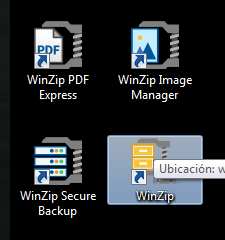 PDF
WinZip PDF
Express
WinZip Image
Manager
WinZip Secure
Backup
WinZip
Ubicación: w